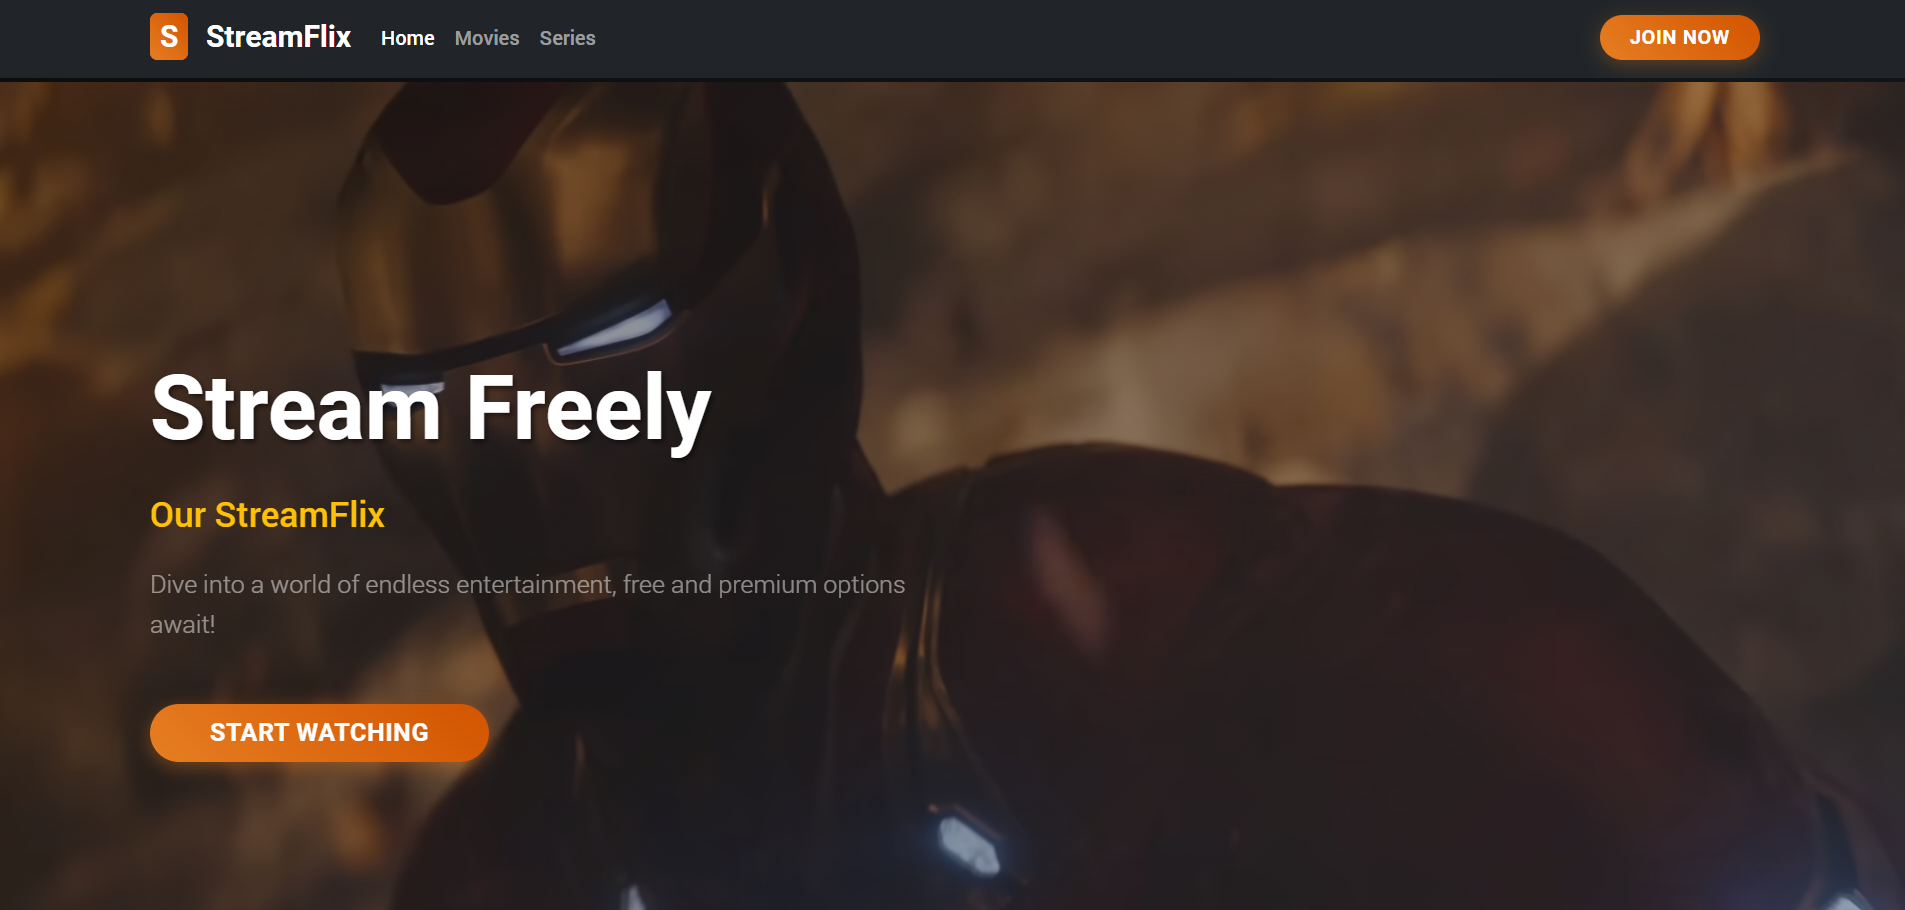 S StreamFlix Home Movies Series JOIN NOW
Stream Freely
Our StreamFlix
Dive into a world of endless entertainment, free and premium options
await!
START WATCHING